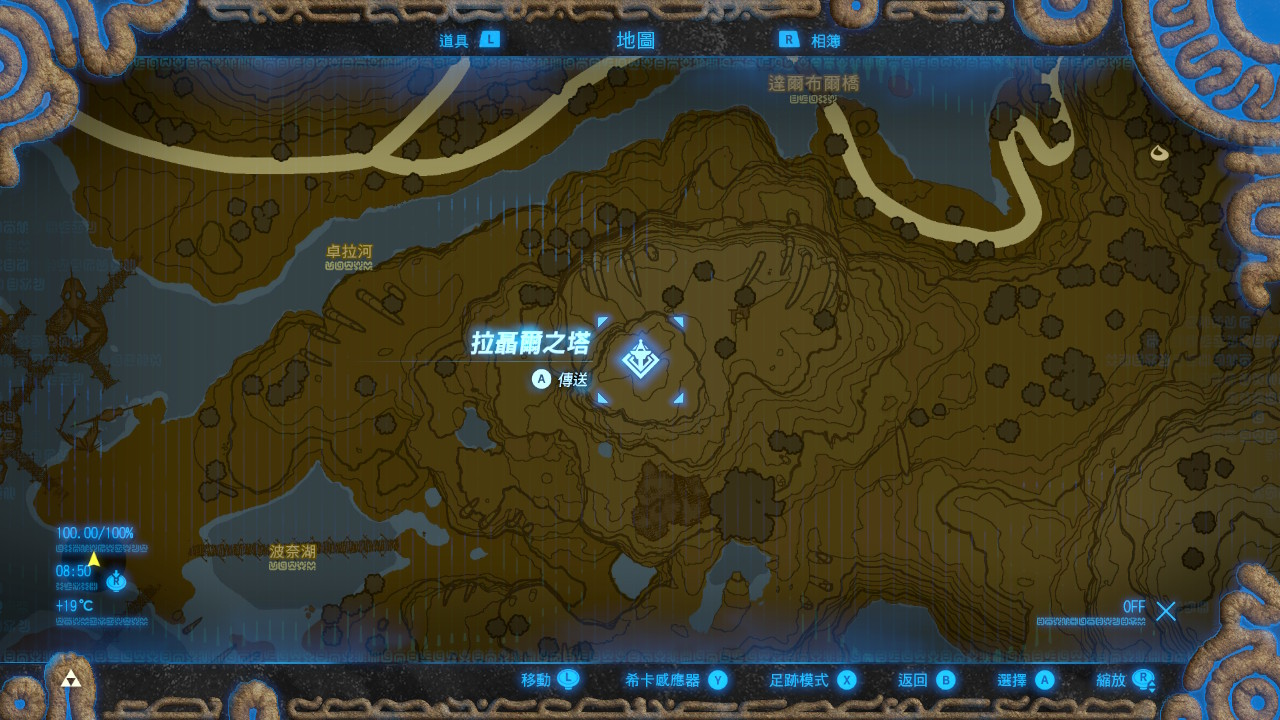 道具 L
地圖
R 相簿
達爾布爾橋
卓拉河
拉聶爾之塔
A 傳送
波奈湖
100.00/100%
08:50
+19℃
R
OFF
移動 L
希卡感應器 Y
足跡模式 X
返回 B
選擇 A
縮放 R